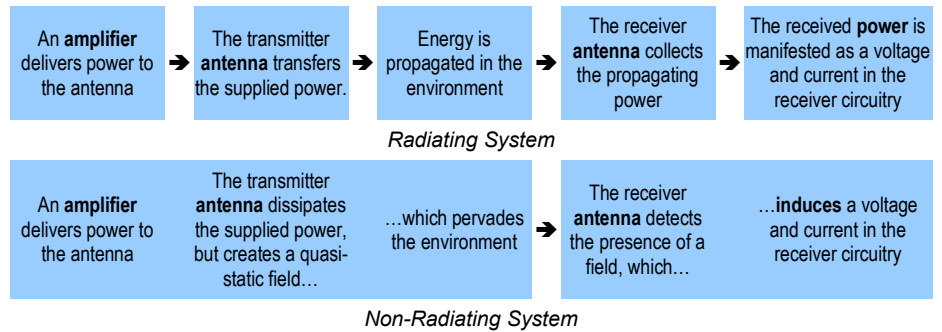 An amplifier
delivers power to
the antenna
➔
The transmitter
antenna transfers
the supplied power.
➔
Energy is
propagated in the
environment
➔
The receiver
antenna collects
the propagating
power
➔
The received power is
manifested as a voltage
and current in the
receiver circuitry
Radiating System
An amplifier
delivers power to
the antenna
The transmitter
antenna dissipates
the supplied power,
but creates a quasi-
static field…
…which pervades
the environment
➔
The receiver
antenna detects
the presence of a
field, which…
…induces a voltage
and current in the
receiver circuitry
Non-Radiating System